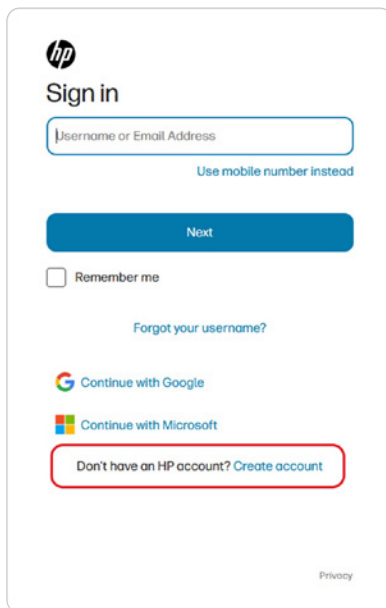 hp
Sign in
Username or Email Address
Use mobile number instead
Next
Remember me
Forgot your username?
Continue with Google
Continue with Microsoft
Don't have an HP account? Create account
Privacy